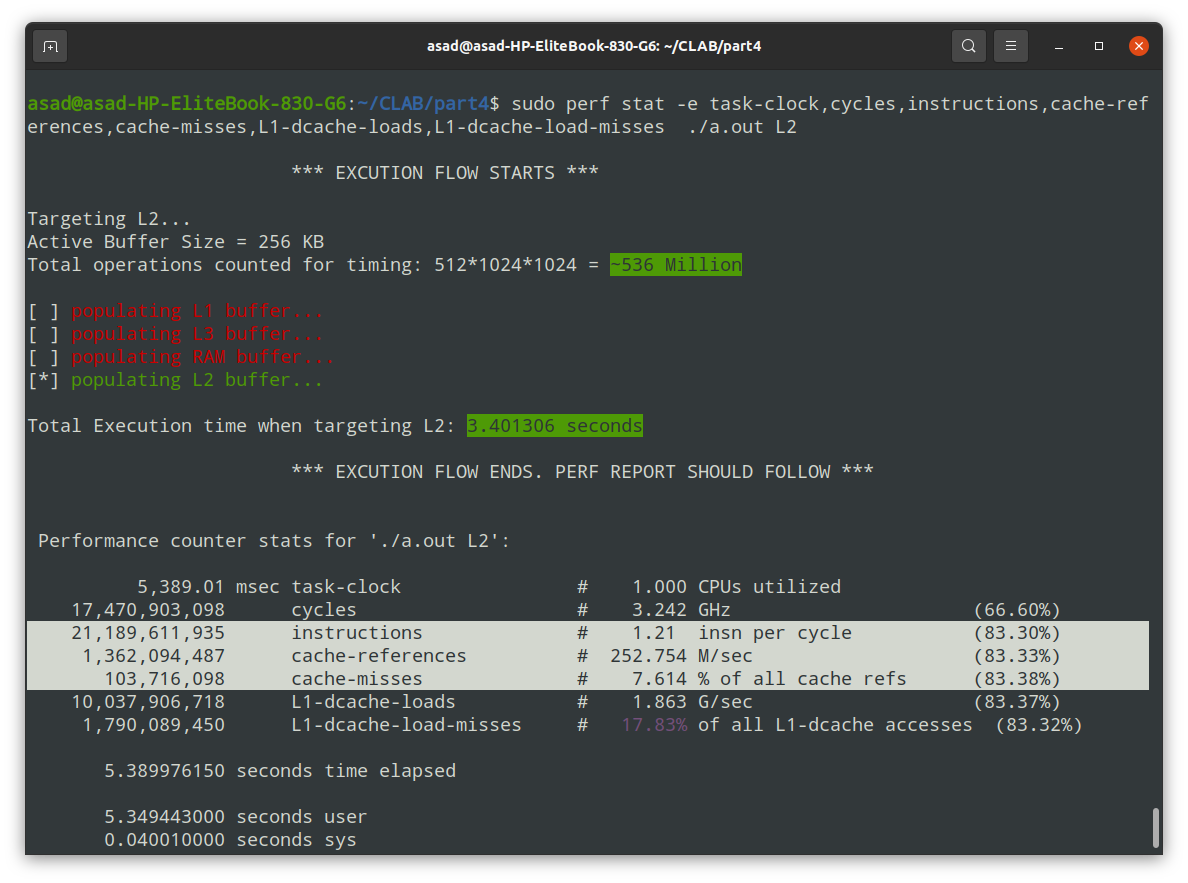 asad@asad-HP-EliteBook-830-G6: ~/CLAB/part4
asad@asad-HP-EliteBook-830-G6:~/CLAB/part4$ sudo perf stat -e task-clock,cycles,instructions,cache-ref
erences,cache-misses,L1-dcache-loads,L1-dcache-load-misses  ./a.out L2
*** EXCUTION FLOW STARTS ***
Targeting L2...
Active Buffer Size = 256 KB
Total operations counted for timing: 512*1024*1024 = ~536 Million
[ ] populating L1 buffer...
[ ] populating L3 buffer...
[ ] populating RAM buffer...
[*] populating L2 buffer...
Total Execution time when targeting L2: 3.401306 seconds
*** EXCUTION FLOW ENDS. PERF REPORT SHOULD FOLLOW ***
Performance counter stats for './a.out L2':
5,389.01 msec task-clock # 1.000 CPUs utilized
17,470,903,098 cycles # 3.242 GHz (66.60%)
21,189,611,935 instructions # 1.21 insn per cycle (83.30%)
1,362,094,487 cache-references # 252.754 M/sec (83.33%)
103,716,098 cache-misses # 7.614 % of all cache refs (83.38%)
10,037,906,718 L1-dcache-loads # 1.863 G/sec (83.37%)
1,790,089,450 L1-dcache-load-misses # 17.83% of all L1-dcache accesses (83.32%)
5.389976150 seconds time elapsed
5.349443000 seconds user
0.040010000 seconds sys